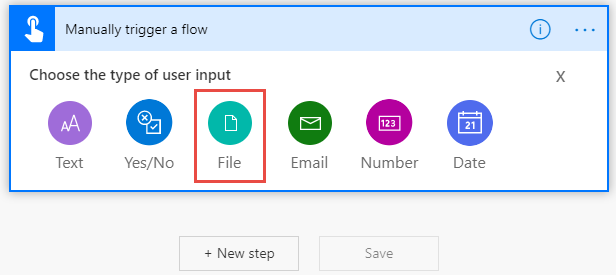 Manually trigger a flow
Choose the type of user input
X
AA
123
21
Text Yes/No File Email Number Date
+ New step Save